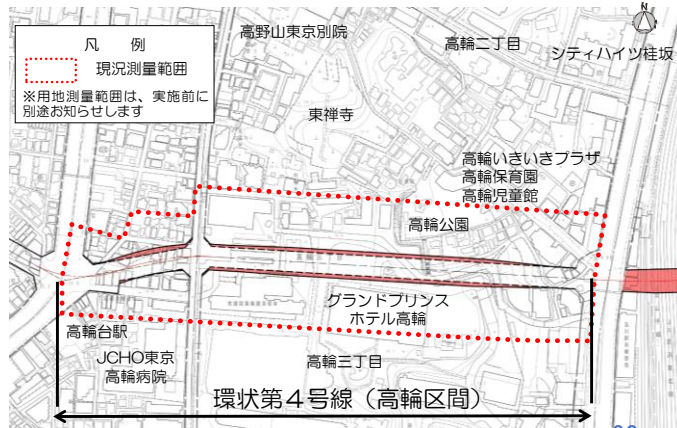 凡　例
現況測量範囲
※用地測量範囲は、実施前に
別途お知らせします
高野山東京別院
高輪二丁目
N
シティハイツ桂坂
東禅寺
高輪いきいきプラザ
高輪保育園
高輪児童館
高輪公園
グランドプリンス
ホテル高輪
高輪台駅
JCHO東京
高輪病院
高輪三丁目
環状第４号線（高輪区間）